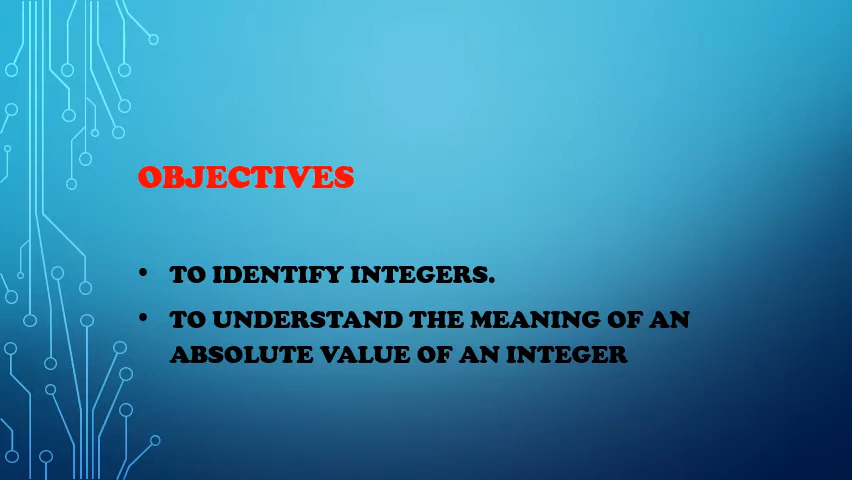 OBJECTIVES
• TO IDENTIFY INTEGERS.
• TO UNDERSTAND THE MEANING OF AN
ABSOLUTE VALUE OF AN INTEGER